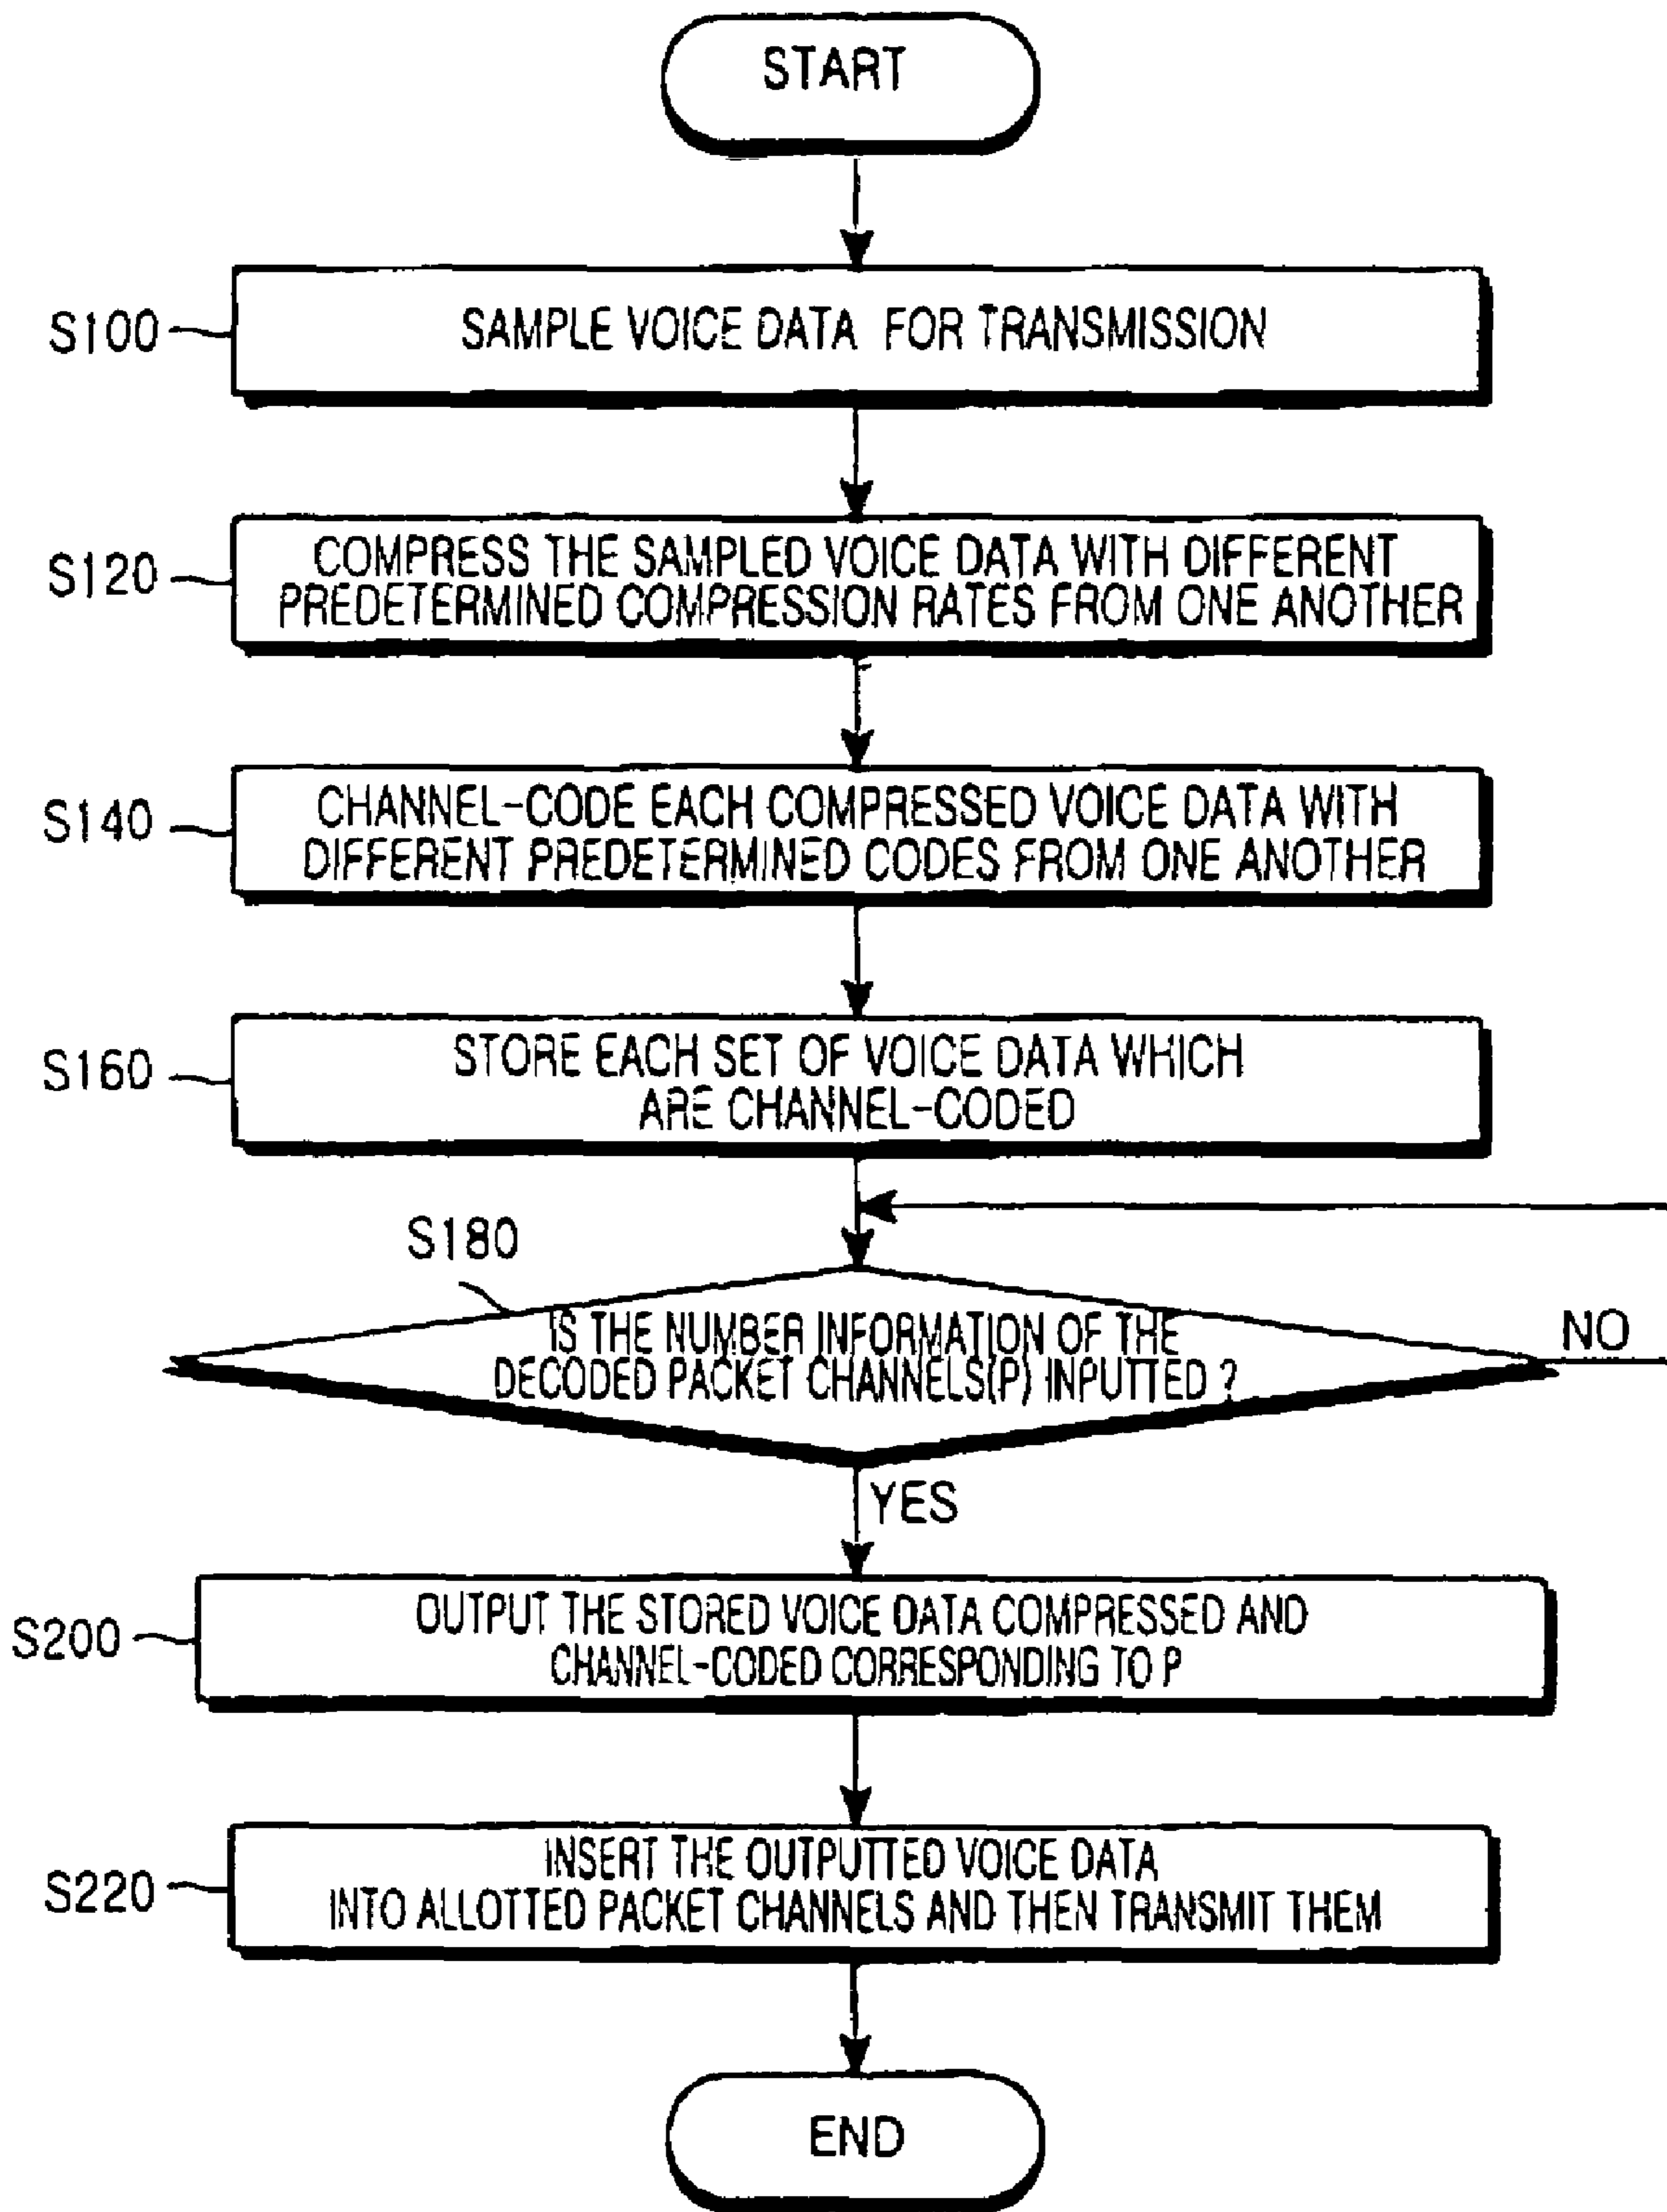 START
S100
SAMPLE VOICE DATA FOR TRANSMISSION
S120
COMPRESS THE SAMPLED VOICE DATA WITH DIFFERENT
PREDETERMINED COMPRESSION RATES FROM ONE ANOTHER
S140
CHANNEL-CODE EACH COMPRESSED VOICE DATA WITH
DIFFERENT PREDETERMINED CODES FROM ONE ANOTHER
S160
STORE EACH SET OF VOICE DATA WHICH
ARE CHANNEL-CODED
S180
IS THE NUMBER INFORMATION OF THE
DECODED PACKET CHANNELS(P) INPUTTED ?
NO
YES
S200
OUTPUT THE STORED VOICE DATA COMPRESSED AND
CHANNEL-CODED CORRESPONDING TO P
S220
INSERT THE OUTPUTTED VOICE DATA
INTO ALLOTTED PACKET CHANNELS AND THEN TRANSMIT THEM
END